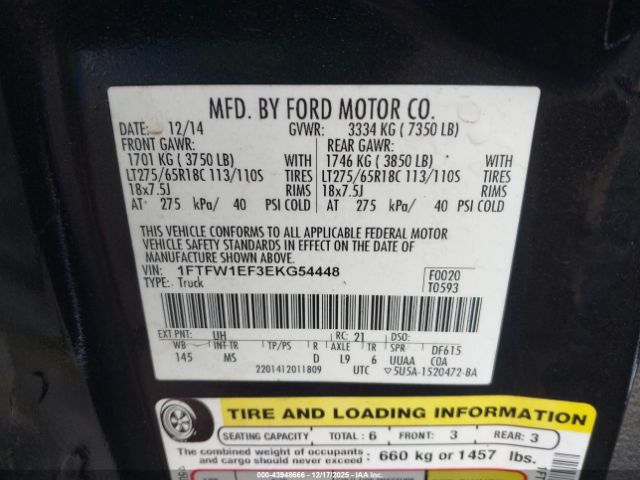 MFD. BY FORD MOTOR CO.
DATE: 12/14 GVWR: 3334 KG ( 7350 LB)
FRONT GAWR: REAR GAWR:
1701 KG ( 3750 LB) WITH 1746 KG ( 3850 LB) WITH
LT275/65R18C 113/110S TIRES LT275/65R18C 113/110S TIRES
18x7.5J RIMS 18x7.5J RIMS
AT 275 kPa/ 40 PSI COLD AT 275 kPa/ 40 PSI COLD
THIS VEHICLE CONFORMS TO ALL APPLICABLE FEDERAL MOTOR
VEHICLE SAFETY STANDARDS IN EFFECT ON THE DATE OF
MANUFACTURE SHOWN ABOVE.
VIN: 1FTFW1EF3EKG54448 F0020
TYPE: Truck T0593
EXT PNT: UH RC: 21 DSO:
WB INT TR TP/PS R AXLE TR SPR DF615
145 MS D L9 6 UUAA COA
2201412011809 UTC ▽5U5A-1520472-BA
TIRE AND LOADING INFORMATION
SEATING CAPACITY TOTAL: 6 FRONT: 3 REAR: 3
The combined weight of occupants
and cargo should never exceed: 660 kg or 1457 lbs.
COPART: